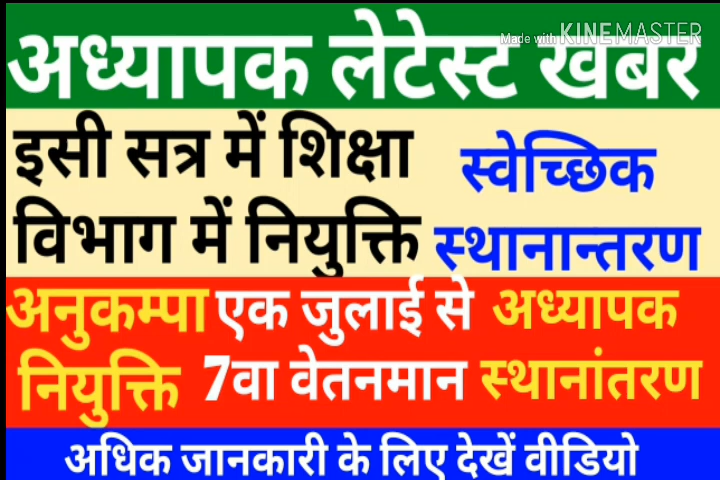 Made with KINEMASTER
अध्यापक लेटेस्ट खबर
इसी सत्र में शिक्षा
विभाग में नियुक्ति
स्वेच्छिक
स्थानान्तरण
अनुकम्पा
नियुक्ति
एक जुलाई से
7वा वेतनमान
अध्यापक
स्थानांतरण
अधिक जानकारी के लिए देखें वीडियो